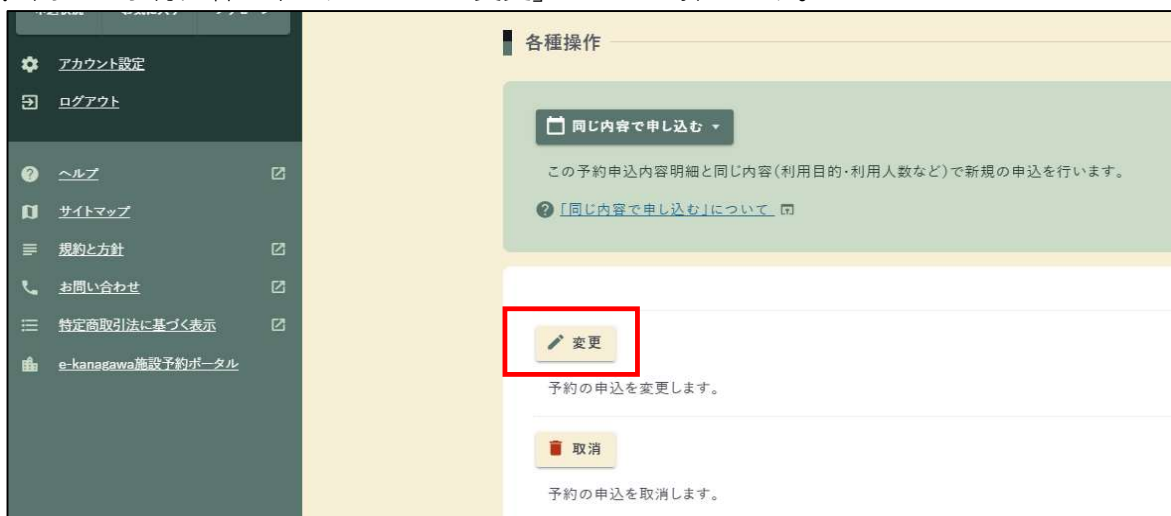 アカウント設定
ログアウト
ヘルプ
サイトマップ
規約と方針
お問い合わせ
特定商取引法に基づく表示
e-kanagawa施設予約ポータル
各種操作
同じ内容で申し込む
この予約申込内容明細と同じ内容(利用目的・利用人数など)で新規の申込を行います。
「同じ内容で申し込む」について
変更
予約の申込を変更します。
取消
予約の申込を取消します。